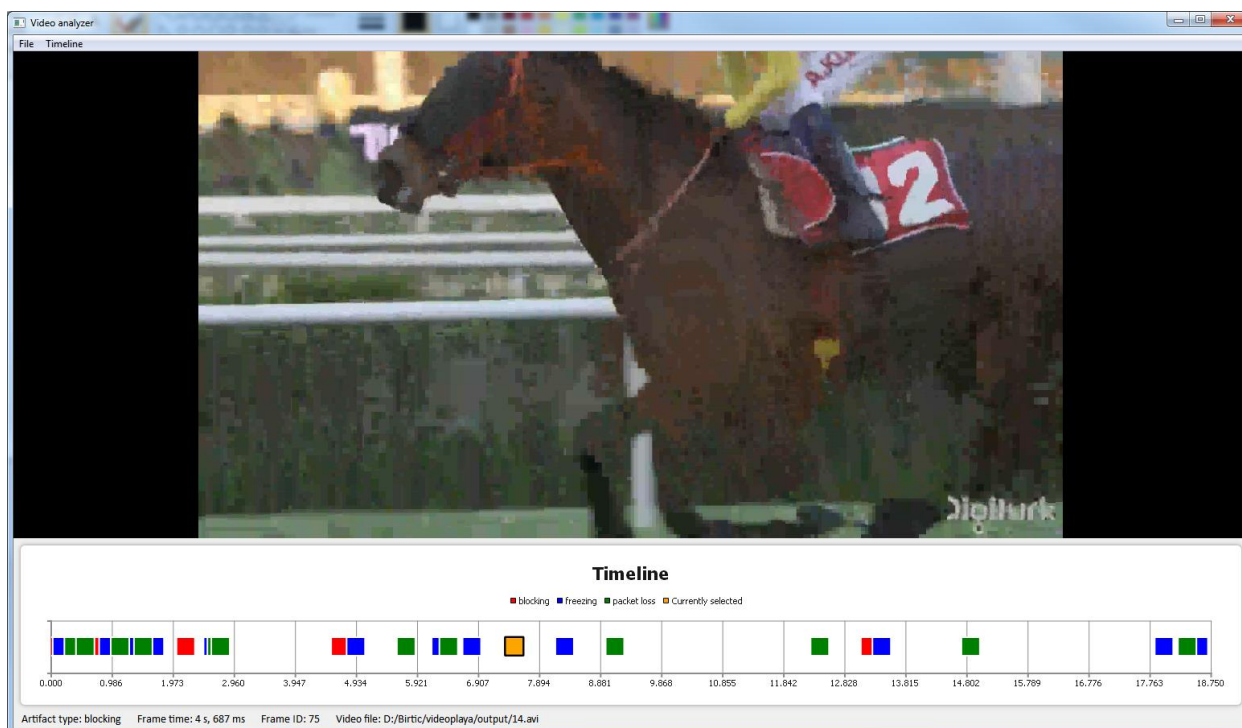 Video analyzer
File Timeline
A.KU
12
Digiturk
Timeline
blocking freezing packet loss Currently selected
0.000 0.986 1.973 2.960 3.947 4.934 5.921 6.907 7.894 8.881 9.868 10.855 11.842 12.828 13.815 14.802 15.789 16.776 17.763 18.750
Artifact type: blocking Frame time: 4 s, 687 ms Frame ID: 75 Video file: D:/Birtic/videoplaya/output/14.avi